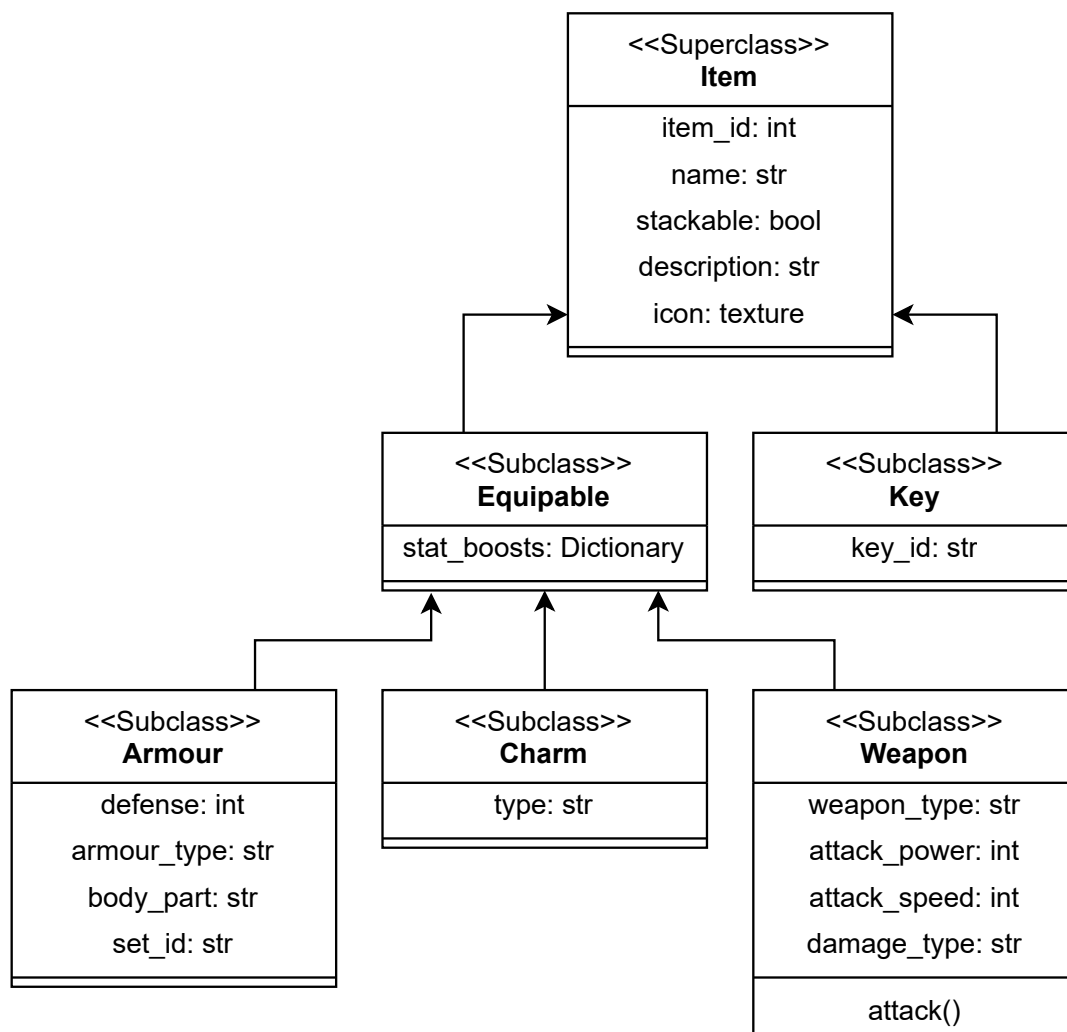 <<Superclass>>
Item
item_id: int
name: str
stackable: bool
description: str
icon: texture
<<Subclass>>
Equipable
stat_boosts: Dictionary
<<Subclass>>
Key
key_id: str
<<Subclass>>
Armour
defense: int
armour_type: str
body_part: str
set_id: str
<<Subclass>>
Charm
type: str
<<Subclass>>
Weapon
weapon_type: str
attack_power: int
attack_speed: int
damage_type: str
attack()